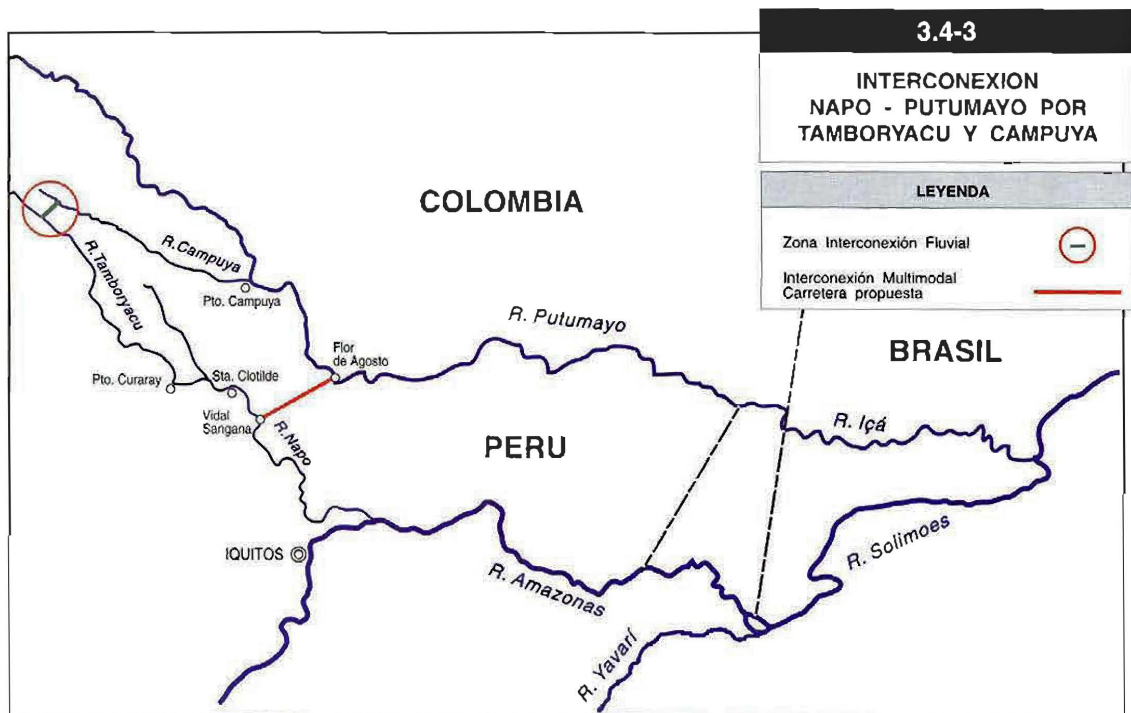 3.4-3
INTERCONEXION
NAPO - PUTUMAYO POR
TAMBORYACU Y CAMPUYA
LEYENDA
Zona Interconexión Fluvial
Interconexión Multimodal
Carretera propuesta
COLOMBIA
R.Campuya
R.Tamboryacu
Pto. Campuya
R. Putumayo
BRASIL
Flor
de Agosto
Sta. Clotilde
Pto. Curaray
Vidal
Sangana
R.Napo
R. Içá
PERU
IQUITOS
R. Amazonas
R. Solimoes
R. Yavarí